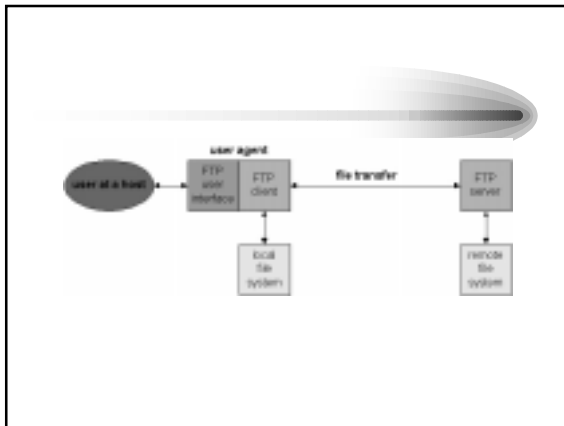 user agent
user at a host
FTP
user
interface
FTP
client
file transfer
FTP
server
local
file
system
remote
file
system